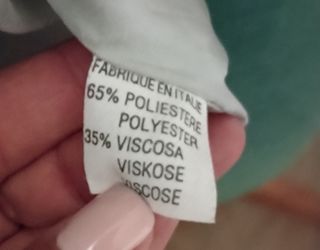 FABRIQUE EN ITALIE
65% POLIESTERE
POLYESTER
35% VISCOSA
VISKOSE